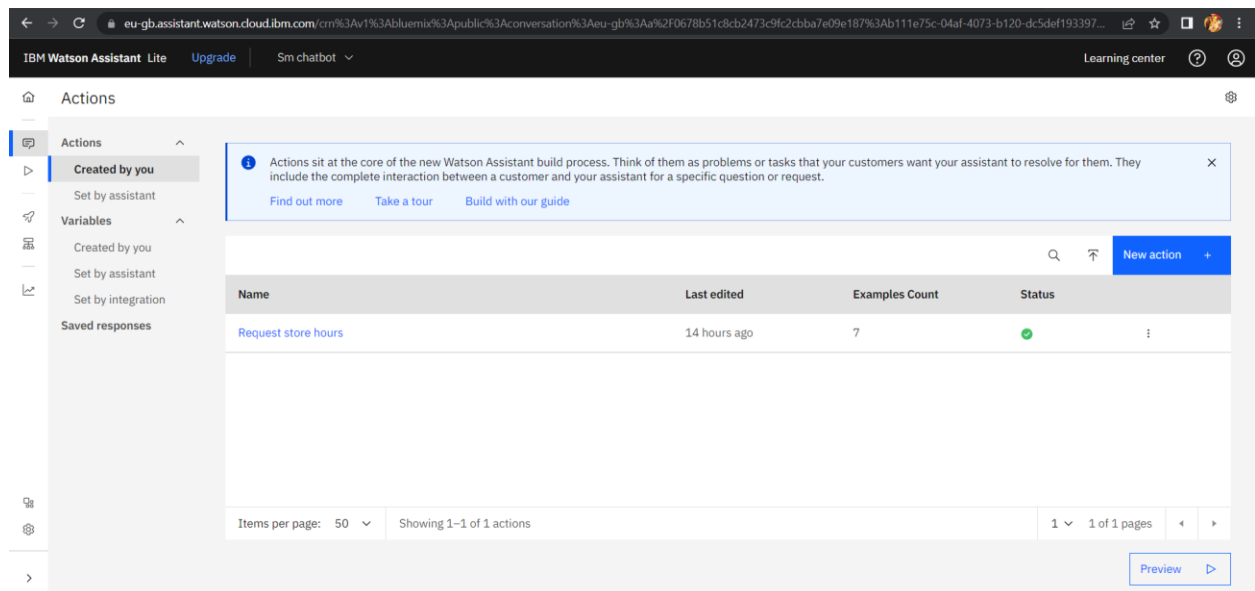 eu-gb.assistant.watson.cloud.ibm.com/crn%3Av1%3Abluemix%3Apublic%3Aconversation%3Aeu-gb%3Aa%2F0678b51c8cb2473c9fc2cbba7e09e187%3Ab111e75c-04af-4073-b120-dc5def193397...
IBM Watson Assistant Lite Upgrade Sm chatbot Learning center
Actions
Actions
Created by you
Set by assistant
Variables
Created by you
Set by assistant
Set by integration
Saved responses
Actions sit at the core of the new Watson Assistant build process. Think of them as problems or tasks that your customers want your assistant to resolve for them. They
include the complete interaction between a customer and your assistant for a specific question or request.
Find out more Take a tour Build with our guide
New action +
Name Last edited Examples Count Status
Request store hours 14 hours ago 7
Items per page: 50 Showing 1–1 of 1 actions 1 1 of 1 pages
Preview